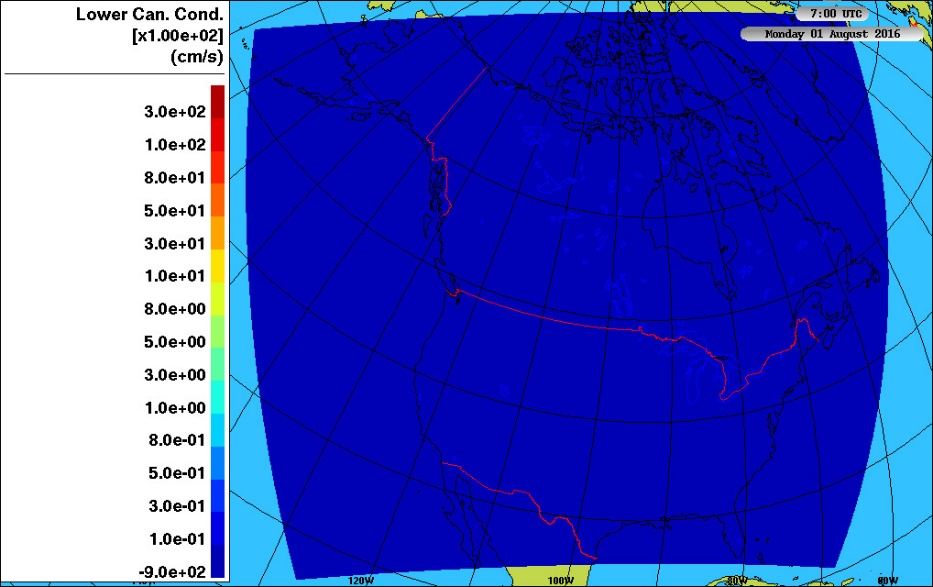 Lower Can. Cond.
[x1.00e+02]
(cm/s)
7:00 UTC
Monday 01 August 2016
3.0e+02
1.0e+02
8.0e+01
5.0e+01
3.0e+01
1.0e+01
8.0e+00
5.0e+00
3.0e+00
1.0e+00
8.0e-01
5.0e-01
3.0e-01
1.0e-01
-9.0e+02
120W
100W
80W
60W